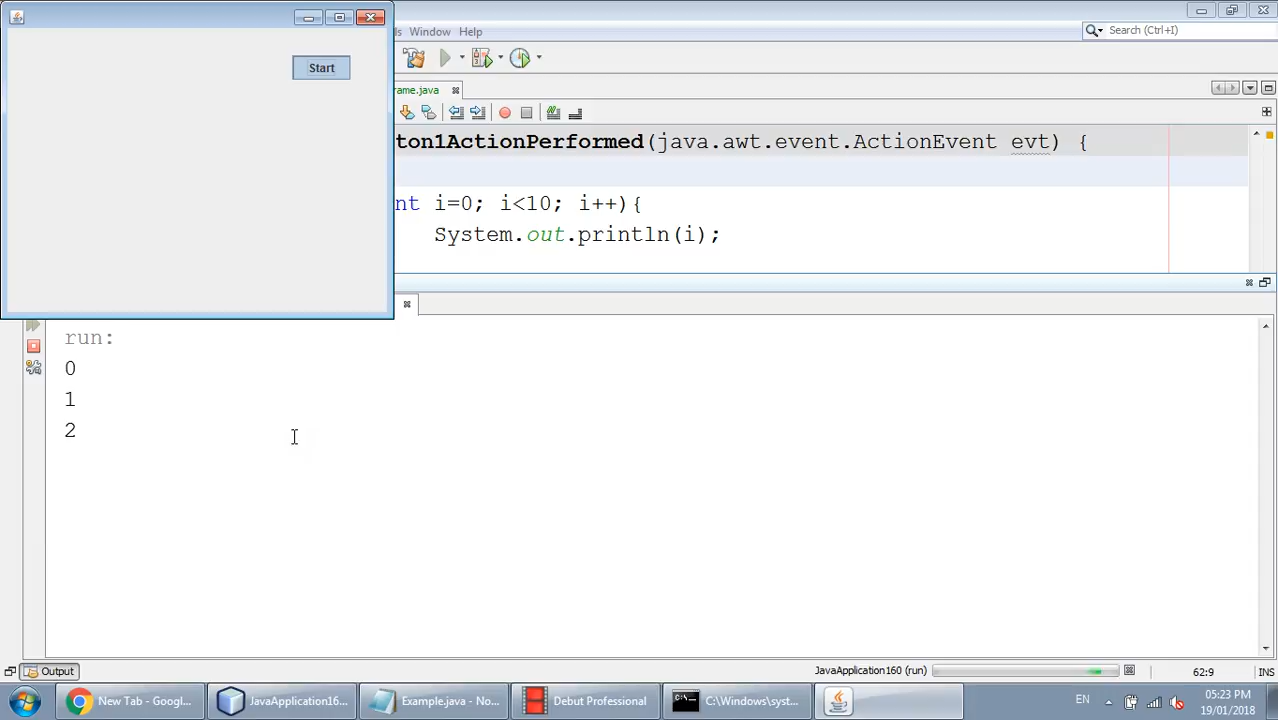 ls Window Help
Search (Ctrl+I)
Start
rame.java
ton1ActionPerformed(java.awt.event.ActionEvent evt) {
nt i=0; i<10; i++){
System.out.println(i);
run:
0
1
2
Output
JavaApplication160 (run)
62:9
INS
New Tab - Googl...
JavaApplication16...
Example.java - No...
Debut Professional
C:\Windows\syst...
EN
05:23 PM
19/01/2018